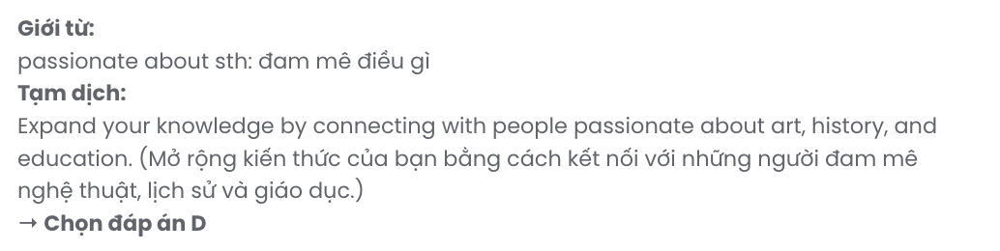 Giới từ:
passionate about sth: đam mê điều gì
Tạm dịch:
Expand your knowledge by connecting with people passionate about art, history, and
education. (Mở rộng kiến thức của bạn bằng cách kết nối với những người đam mê
nghệ thuật, lịch sử và giáo dục.)
→ Chọn đáp án D